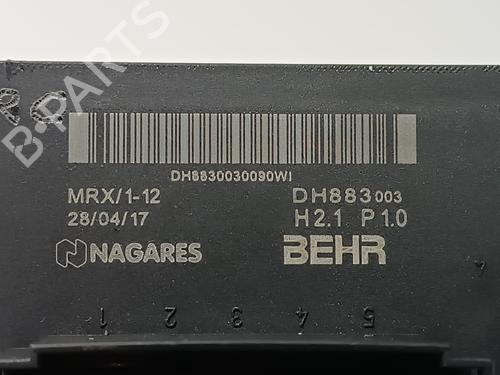 B-PARTS
DH8830030090WI
MRX/1-12
DH883003
28/04/17
H2.1 P1.0
NAGARES
BEHR
1 2 3 4 5